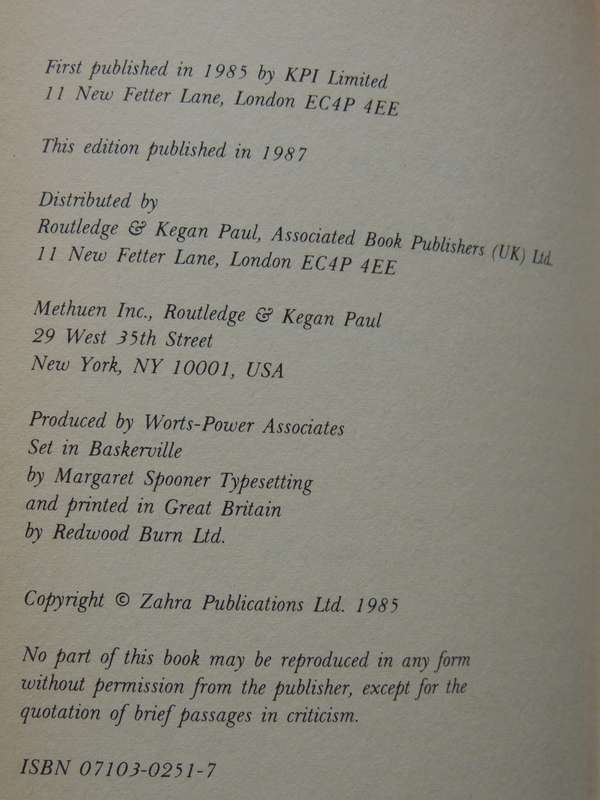 First published in 1985 by KPI Limited
11 New Fetter Lane, London EC4P 4EE
This edition published in 1987
Distributed by
Routledge & Kegan Paul, Associated Book Publishers (UK) Ltd.
11 New Fetter Lane, London EC4P 4EE
Methuen Inc., Routledge & Kegan Paul
29 West 35th Street
New York, NY 10001, USA
Produced by Worts-Power Associates
Set in Baskerville
by Margaret Spooner Typesetting
and printed in Great Britain
by Redwood Burn Ltd.
Copyright © Zahra Publications Ltd. 1985
No part of this book may be reproduced in any form
without permission from the publisher, except for the
quotation of brief passages in criticism.
ISBN 07103-0251-7